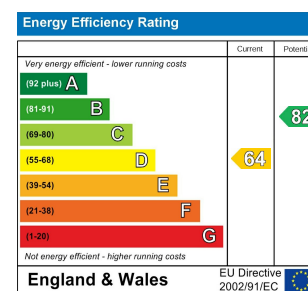 Energy Efficiency Rating
Current Potenti
Very energy efficient - lower running costs
(92 plus) A
(81-91) B
(69-80) C
(55-68) D
(39-54) E
(21-38) F
(1-20) G
64
82
Not energy efficient - higher running costs
England & Wales
EU Directive
2002/91/EC